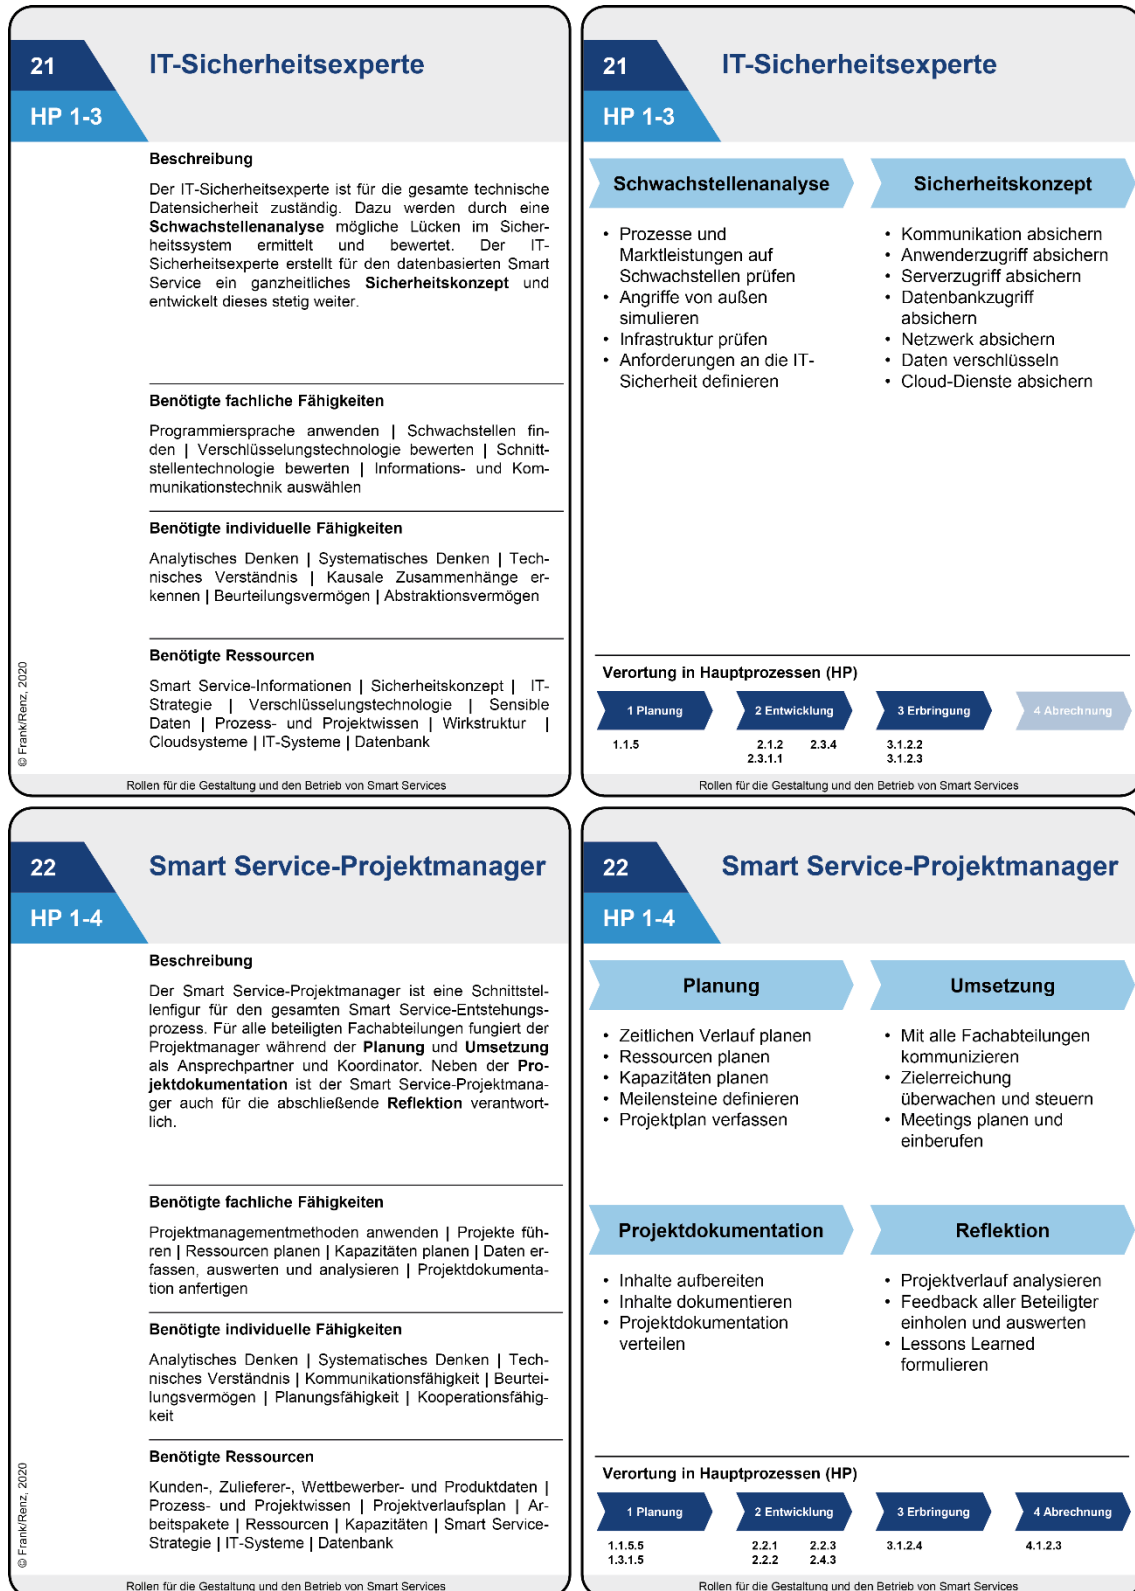 21
IT-Sicherheitsexperte
HP 1-3
Beschreibung
Der IT-Sicherheitsexperte ist für die gesamte technische
Datensicherheit zuständig. Dazu werden durch eine
Schwachstellenanalyse mögliche Lücken im Sicher-
heitssystem ermittelt und bewertet. Der IT-
Sicherheitsexperte erstellt für den datenbasierten Smart
Service ein ganzheitliches Sicherheitskonzept und
entwickelt dieses stetig weiter.
Benötigte fachliche Fähigkeiten
Programmiersprache anwenden | Schwachstellen fin-
den | Verschlüsselungstechnologie bewerten | Schnitt-
stellentechnologie bewerten | Informations- und Kom-
munikationstechnik auswählen
Benötigte individuelle Fähigkeiten
Analytisches Denken | Systematisches Denken | Tech-
nisches Verständnis | Kausale Zusammenhänge er-
kennen | Beurteilungsvermögen | Abstraktionsvermögen
Benötigte Ressourcen
Smart Service-Informationen | Sicherheitskonzept | IT-
Strategie | Verschlüsselungstechnologie | Sensible
Daten | Prozess- und Projektwissen | Wirkstruktur |
Cloudsysteme | IT-Systeme | Datenbank
© Frank/Renz, 2020
Rollen für die Gestaltung und den Betrieb von Smart Services
21
IT-Sicherheitsexperte
HP 1-3
Schwachstellenanalyse
• Prozesse und
Marktleistungen auf
Schwachstellen prüfen
• Angriffe von außen
simulieren
• Infrastruktur prüfen
• Anforderungen an die IT-
Sicherheit definieren
Sicherheitskonzept
• Kommunikation absichern
• Anwenderzugriff absichern
• Serverzugriff absichern
• Datenbankzugriff
absichern
• Netzwerk absichern
• Daten verschlüsseln
• Cloud-Dienste absichern
Verortung in Hauptprozessen (HP)
1 Planung 2 Entwicklung 3 Erbringung 4 Abrechnung
1.1.5 2.1.2 2.3.4 3.1.2.2
2.3.1.1 3.1.2.3
Rollen für die Gestaltung und den Betrieb von Smart Services
22
Smart Service-Projektmanager
HP 1-4
Beschreibung
Der Smart Service-Projektmanager ist eine Schnittstel-
lenfigur für den gesamten Smart Service-Entstehungs-
prozess. Für alle beteiligten Fachabteilungen fungiert der
Projektmanager während der Planung und Umsetzung
als Ansprechpartner und Koordinator. Neben der Pro-
jektdokumentation ist der Smart Service-Projektmana-
ger auch für die abschließende Reflektion verantwort-
lich.
Benötigte fachliche Fähigkeiten
Projektmanagementmethoden anwenden | Projekte füh-
ren | Ressourcen planen | Kapazitäten planen | Daten er-
fassen, auswerten und analysieren | Projektdokumenta-
tion anfertigen
Benötigte individuelle Fähigkeiten
Analytisches Denken | Systematisches Denken | Tech-
nisches Verständnis | Kommunikationsfähigkeit | Beurtei-
lungsvermögen | Planungsfähigkeit | Kooperationsfähig-
keit
Benötigte Ressourcen
Kunden-, Zulieferer-, Wettbewerber- und Produktdaten |
Prozess- und Projektwissen | Projektverlaufsplan | Ar-
beitspakete | Ressourcen | Kapazitäten | Smart Service-
Strategie | IT-Systeme | Datenbank
© Frank/Renz, 2020
Rollen für die Gestaltung und den Betrieb von Smart Services
22
Smart Service-Projektmanager
HP 1-4
Planung
• Zeitlichen Verlauf planen
• Ressourcen planen
• Kapazitäten planen
• Meilensteine definieren
• Projektplan verfassen
Umsetzung
• Mit alle Fachabteilungen
kommunizieren
• Zielerreichung
überwachen und steuern
• Meetings planen und
einberufen
Projektdokumentation
• Inhalte aufbereiten
• Inhalte dokumentieren
• Projektdokumentation
verteilen
Reflektion
• Projektverlauf analysieren
• Feedback aller Beteiligter
einholen und auswerten
• Lessons Learned
formulieren
Verortung in Hauptprozessen (HP)
1 Planung 2 Entwicklung 3 Erbringung 4 Abrechnung
1.1.5.5 2.2.1 2.2.3 3.1.2.4 4.1.2.3
1.3.1.5 2.2.2 2.4.3
Rollen für die Gestaltung und den Betrieb von Smart Services